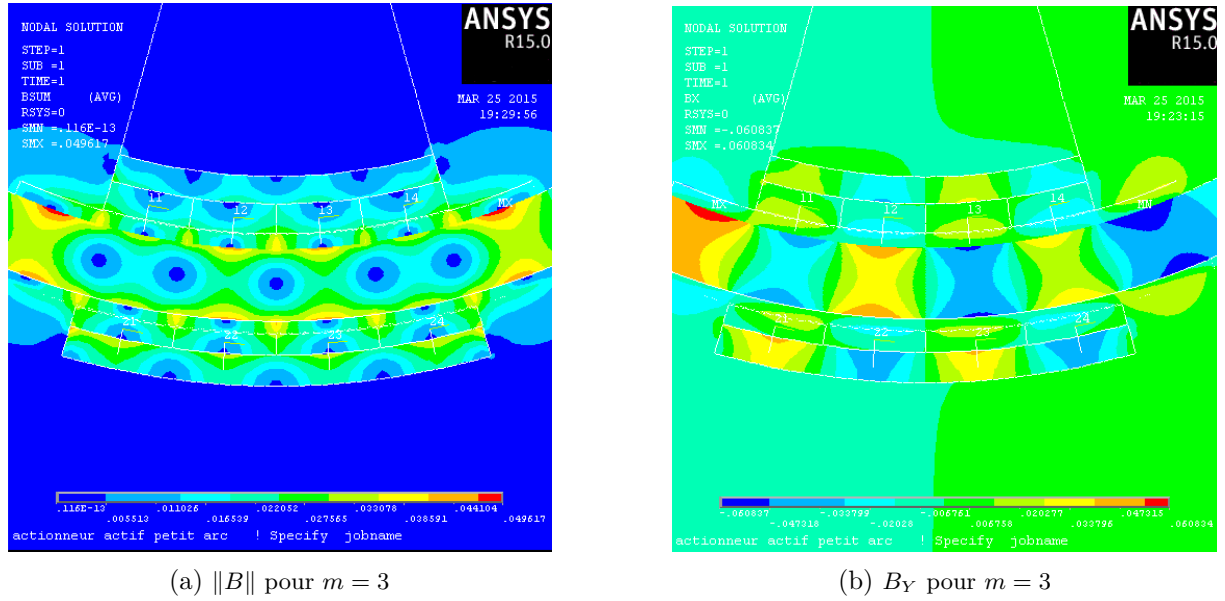 NODAL SOLUTION
STEP=1
SUB =1
TIME=1
BSUM (AVG)
RSYS=0
SMN =.116E-13
SMX =.049617
ANSYS
R15.0
MAR 25 2015
19:29:56
11
12
13
14
MX
21
22
23
24
.116E-13
.005513
.011026
.016539
.022052
.027565
.033078
.038591
.044104
.049617
actionneur actif petit arc ! Specify jobname
(a) ‖B‖ pour m = 3
NODAL SOLUTION
STEP=1
SUB =1
TIME=1
BX (AVG)
RSYS=0
SMN =-.060837
SMX =.060834
ANSYS
R15.0
MAR 25 2015
19:23:15
MX
11
12
13
14
MN
21
22
23
24
-.060837
-.047318
-.033799
-.02028
-.006761
.006758
.020277
.033796
.047315
.060834
actionneur actif petit arc ! Specify jobname
(b) B_Y pour m = 3